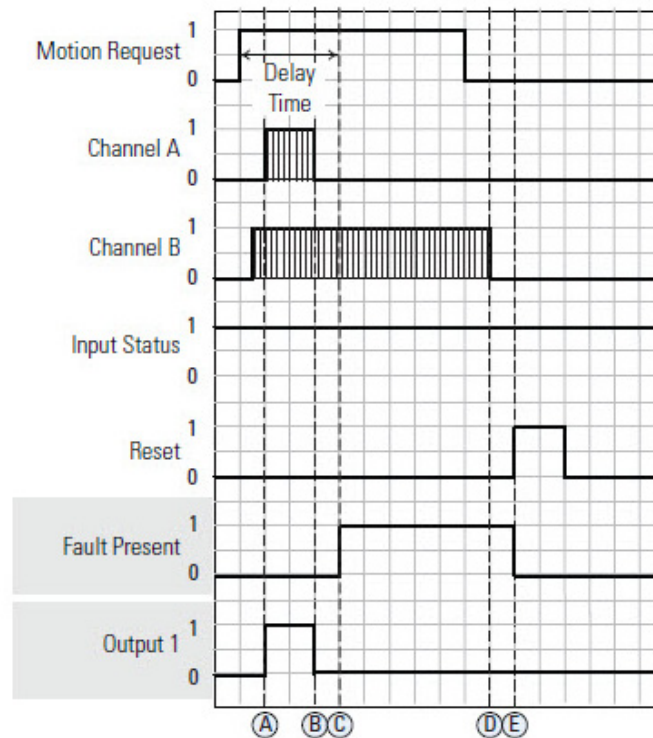 Motion Request
1
0
Delay
Time
Channel A
1
0
Channel B
1
0
Input Status
1
0
Reset
1
0
Fault Present
1
0
Output 1
1
0
A B C D E